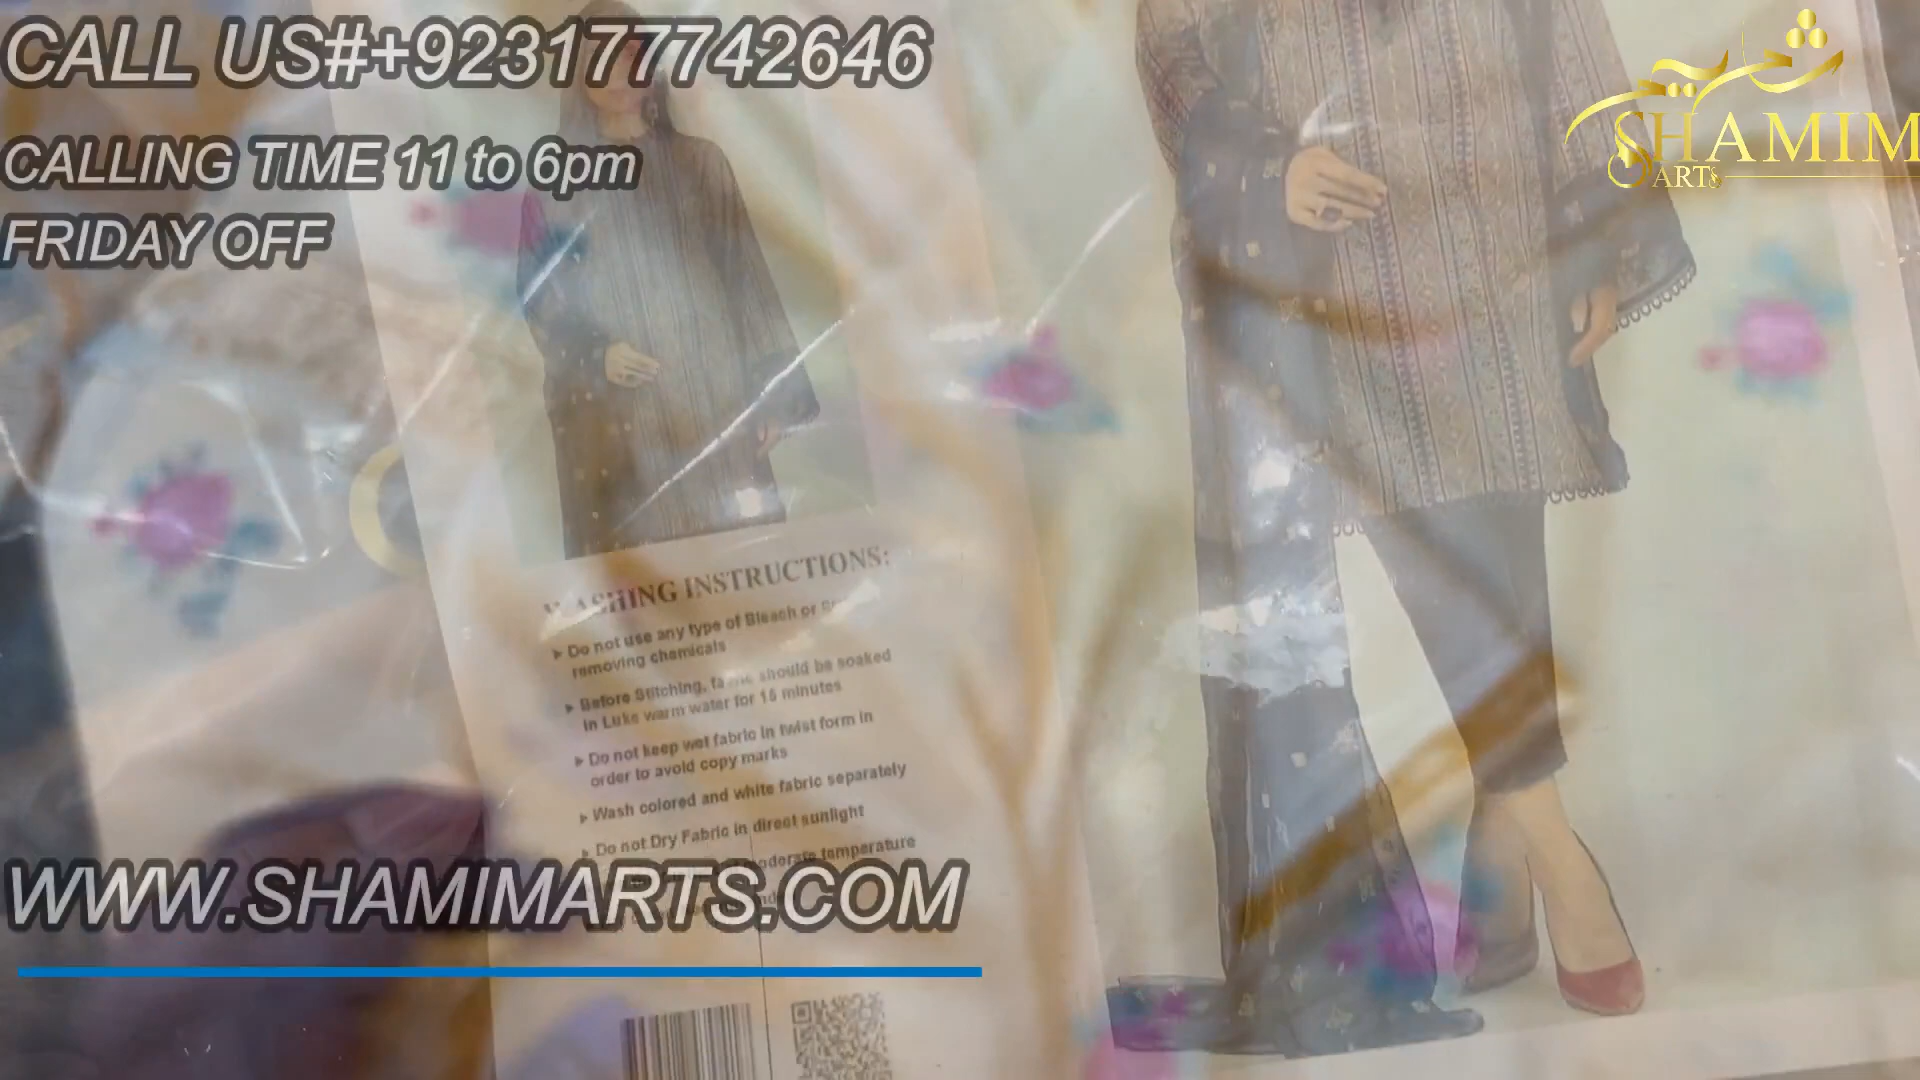 CALL US#+923177742646
CALLING TIME 11 to 6pm
FRIDAY OFF
SHAMIM
ARTS
WASHING INSTRUCTIONS:
Do not use any type of Bleach or
removing chemicals
Before Stitching, fabric should be soaked
in Luke warm water for 15 minutes
Do not keep wet fabric in twist form in
order to avoid copy marks
Wash colored and white fabric separately
Do not Dry Fabric in direct sunlight
moderate temperature
WWW.SHAMIMARTS.COM